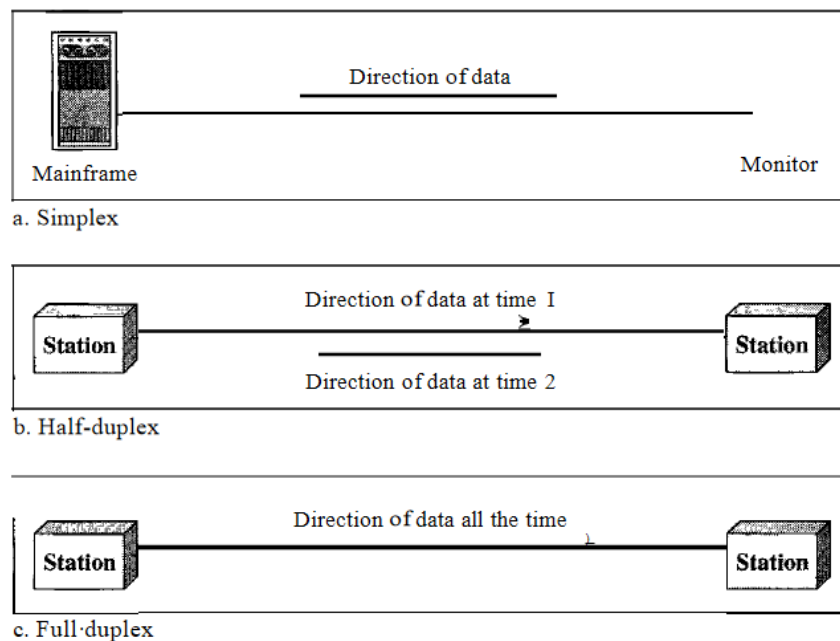 Direction of data
Mainframe
Monitor
a. Simplex
Direction of data at time I
Station
Station
Direction of data at time 2
b. Half-duplex
Direction of data all the time
Station
Station
c. Full·duplex